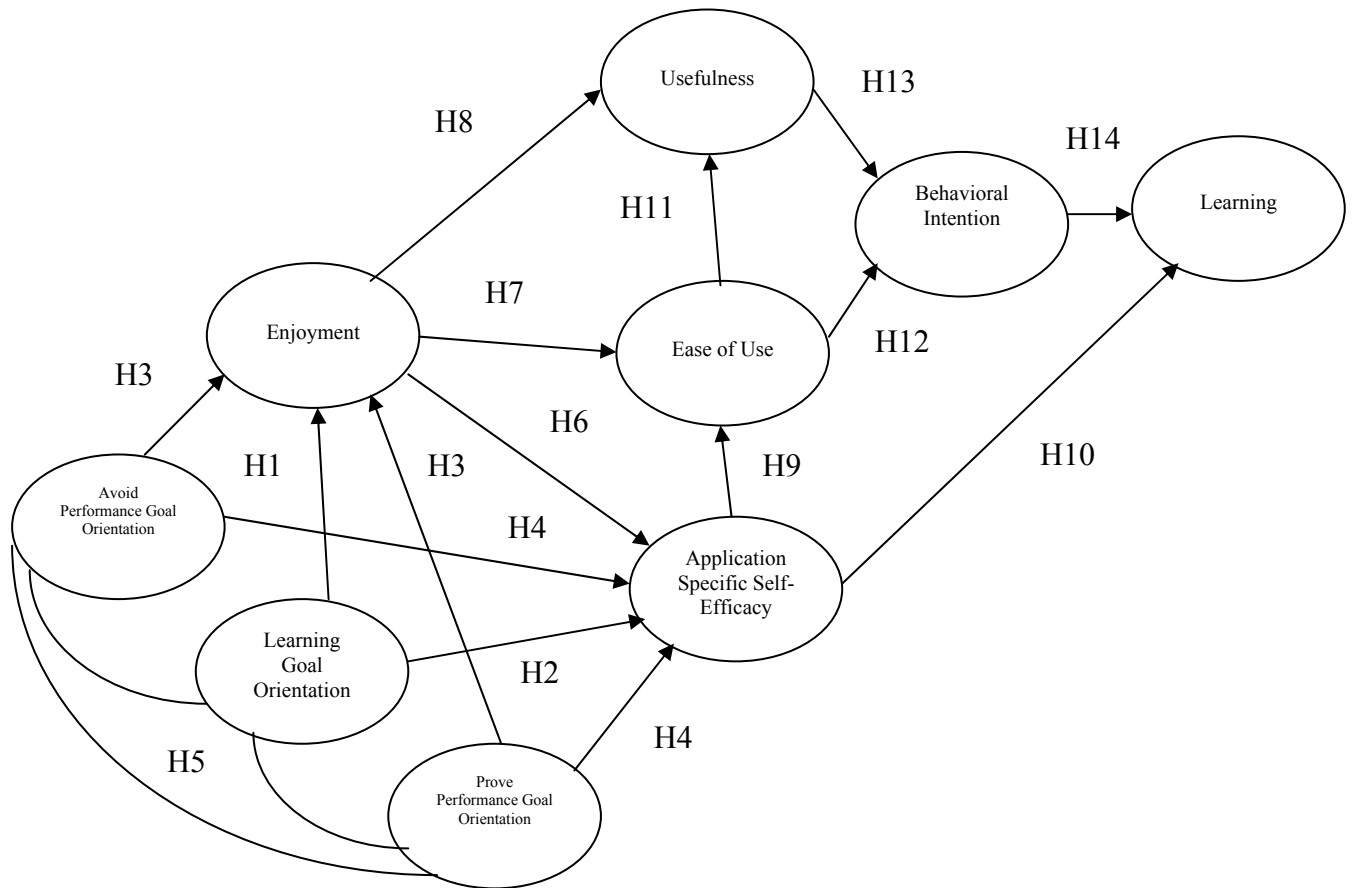 Usefulness
H13
H8
H14
Behavioral
Intention
Learning
H11
H7
Enjoyment
Ease of Use
H12
H3
H6
H1
H3
H9
H10
Avoid
Performance Goal
Orientation
H4
Application
Specific Self-
Efficacy
Learning
Goal
Orientation
H2
H4
H5
Prove
Performance Goal
Orientation